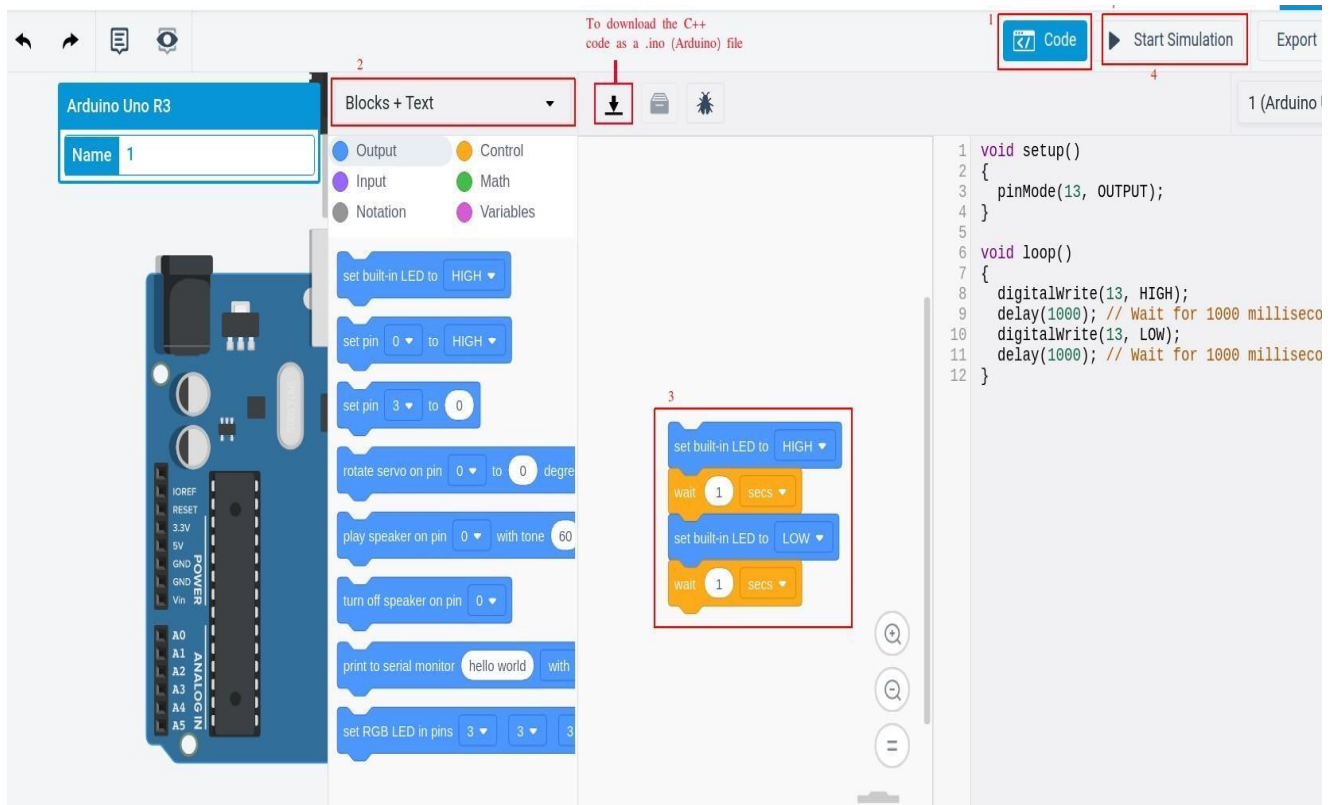 To download the C++
code as a .ino (Arduino) file
1
Code
Start Simulation
Export
4
2
Arduino Uno R3
Name 1
Blocks + Text
1 (Arduino
Output
Control
Input
Math
Notation
Variables
set built-in LED to HIGH
set pin 0 to HIGH
set pin 3 to 0
rotate servo on pin 0 to 0 degre
play speaker on pin 0 with tone 60
turn off speaker on pin 0
print to serial monitor hello world with
set RGB LED in pins 3 3 3
3
set built-in LED to HIGH
wait 1 secs
set built-in LED to LOW
wait 1 secs
1 void setup()
2 {
3 pinMode(13, OUTPUT);
4 }
5
6 void loop()
7 {
8 digitalWrite(13, HIGH);
9 delay(1000); // Wait for 1000 milliseco
10 digitalWrite(13, LOW);
11 delay(1000); // Wait for 1000 milliseco
12 }
IOREF
RESET
3.3V
5V
GND
GND
Vin
POWER
A0
A1
A2
A3
A4
A5
ANALOG IN